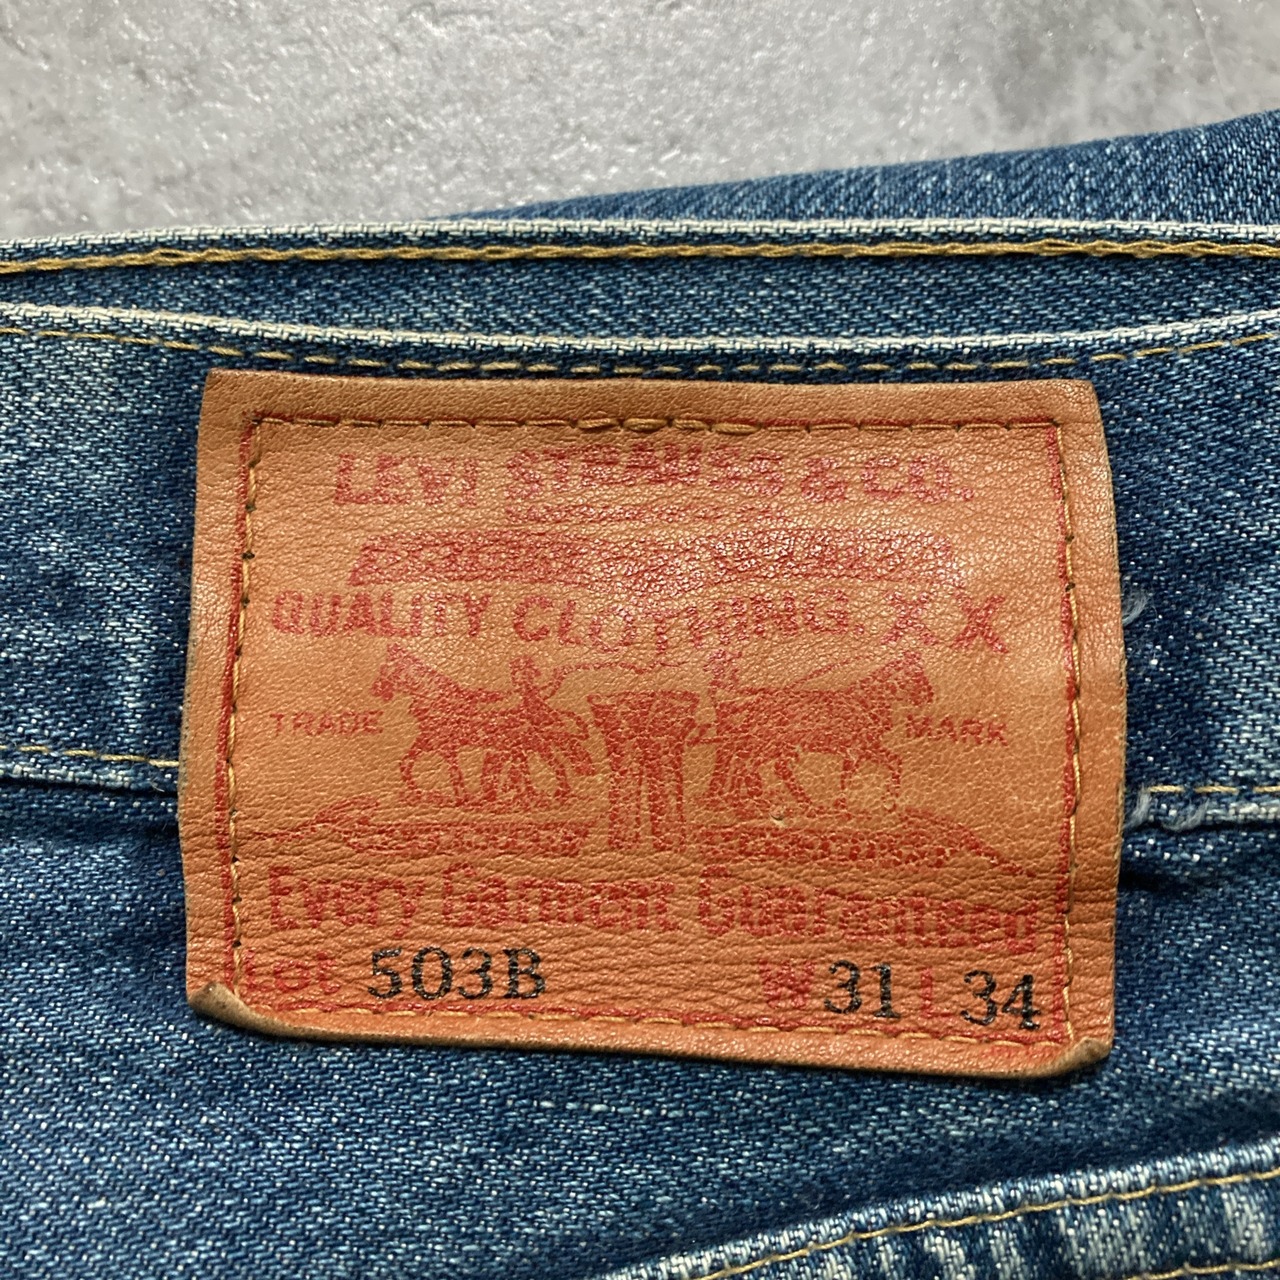 LEVI STRAUSS & CO.
QUALITY CLOTHING. XX
TRADE MARK
Every Garment Guaranteed
Lot 503B W 31 L 34